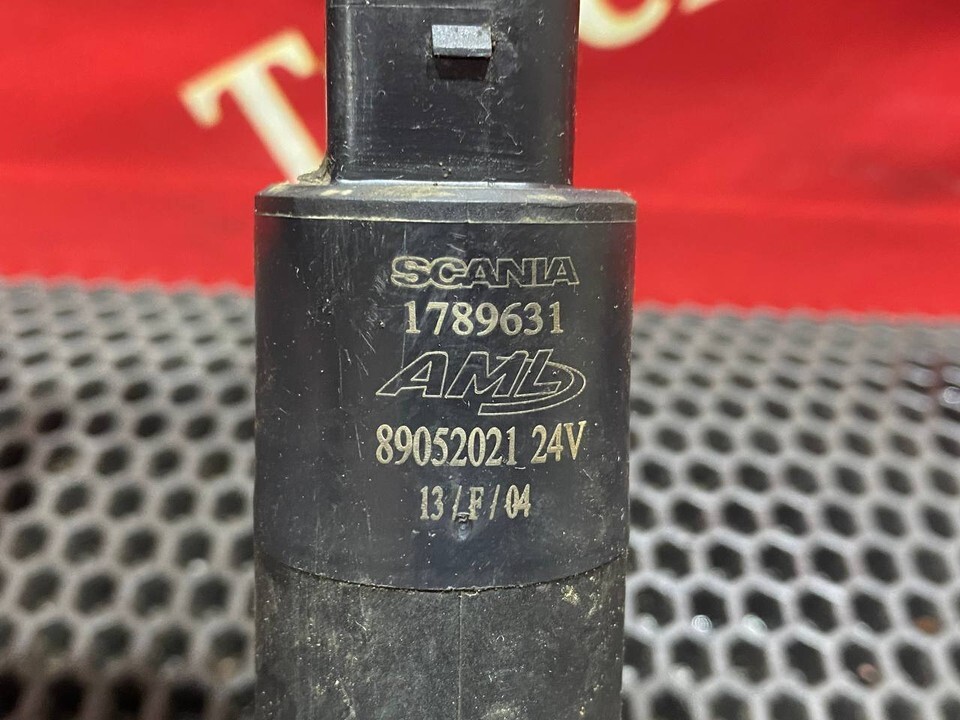 SCANIA
1789631
AML
89052021 24V
13 / F / 04